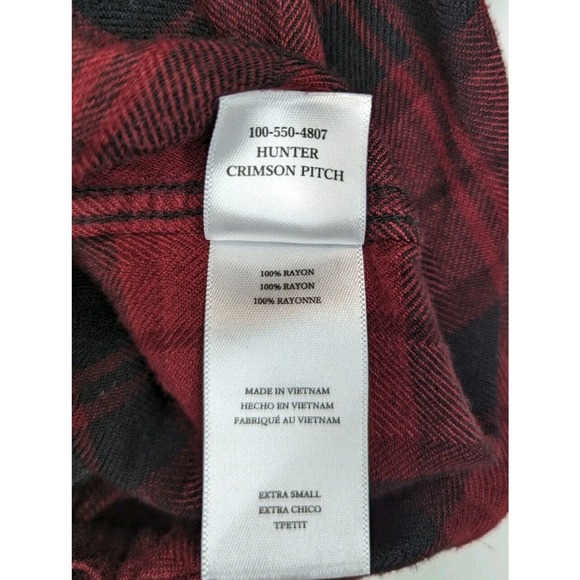 100-550-4807
HUNTER
CRIMSON PITCH
100% RAYON
100% RAYON
100% RAYONNE
MADE IN VIETNAM
HECHO EN VIETNAM
FABRIQUÉ AU VIETNAM
EXTRA SMALL
EXTRA CHICO
TPETIT